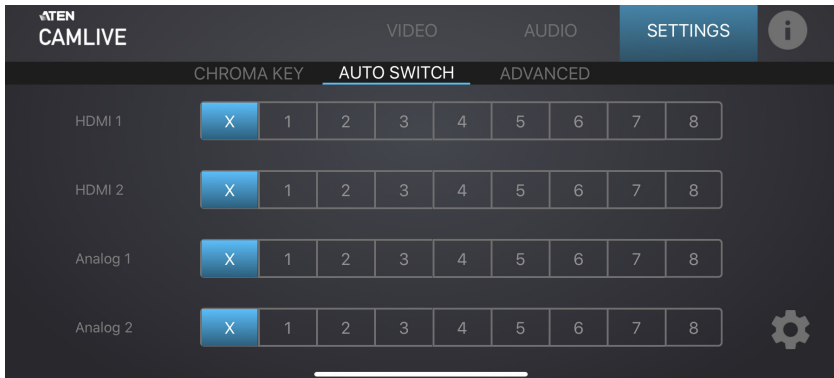 ATEN
CAMLIVE
VIDEO AUDIO SETTINGS i
CHROMA KEY AUTO SWITCH ADVANCED
HDMI 1 X 1 2 3 4 5 6 7 8
HDMI 2 X 1 2 3 4 5 6 7 8
Analog 1 X 1 2 3 4 5 6 7 8
Analog 2 X 1 2 3 4 5 6 7 8